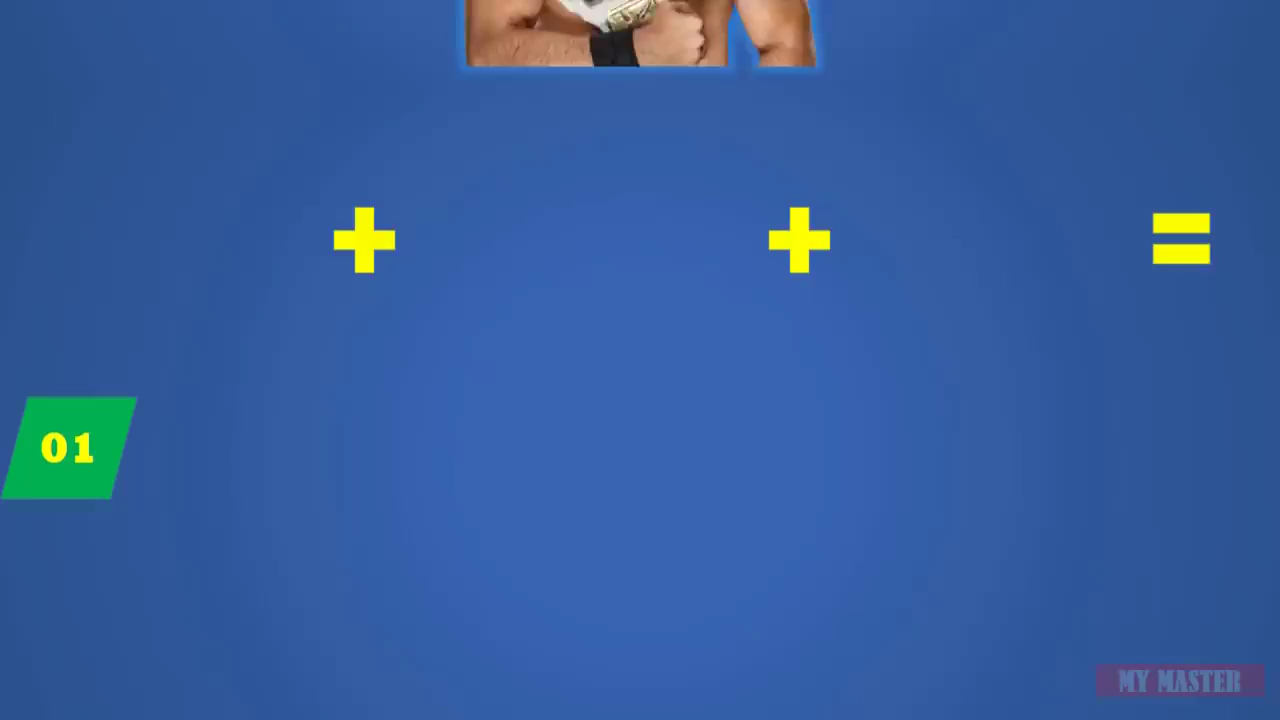 + + =
01
MY MASTER